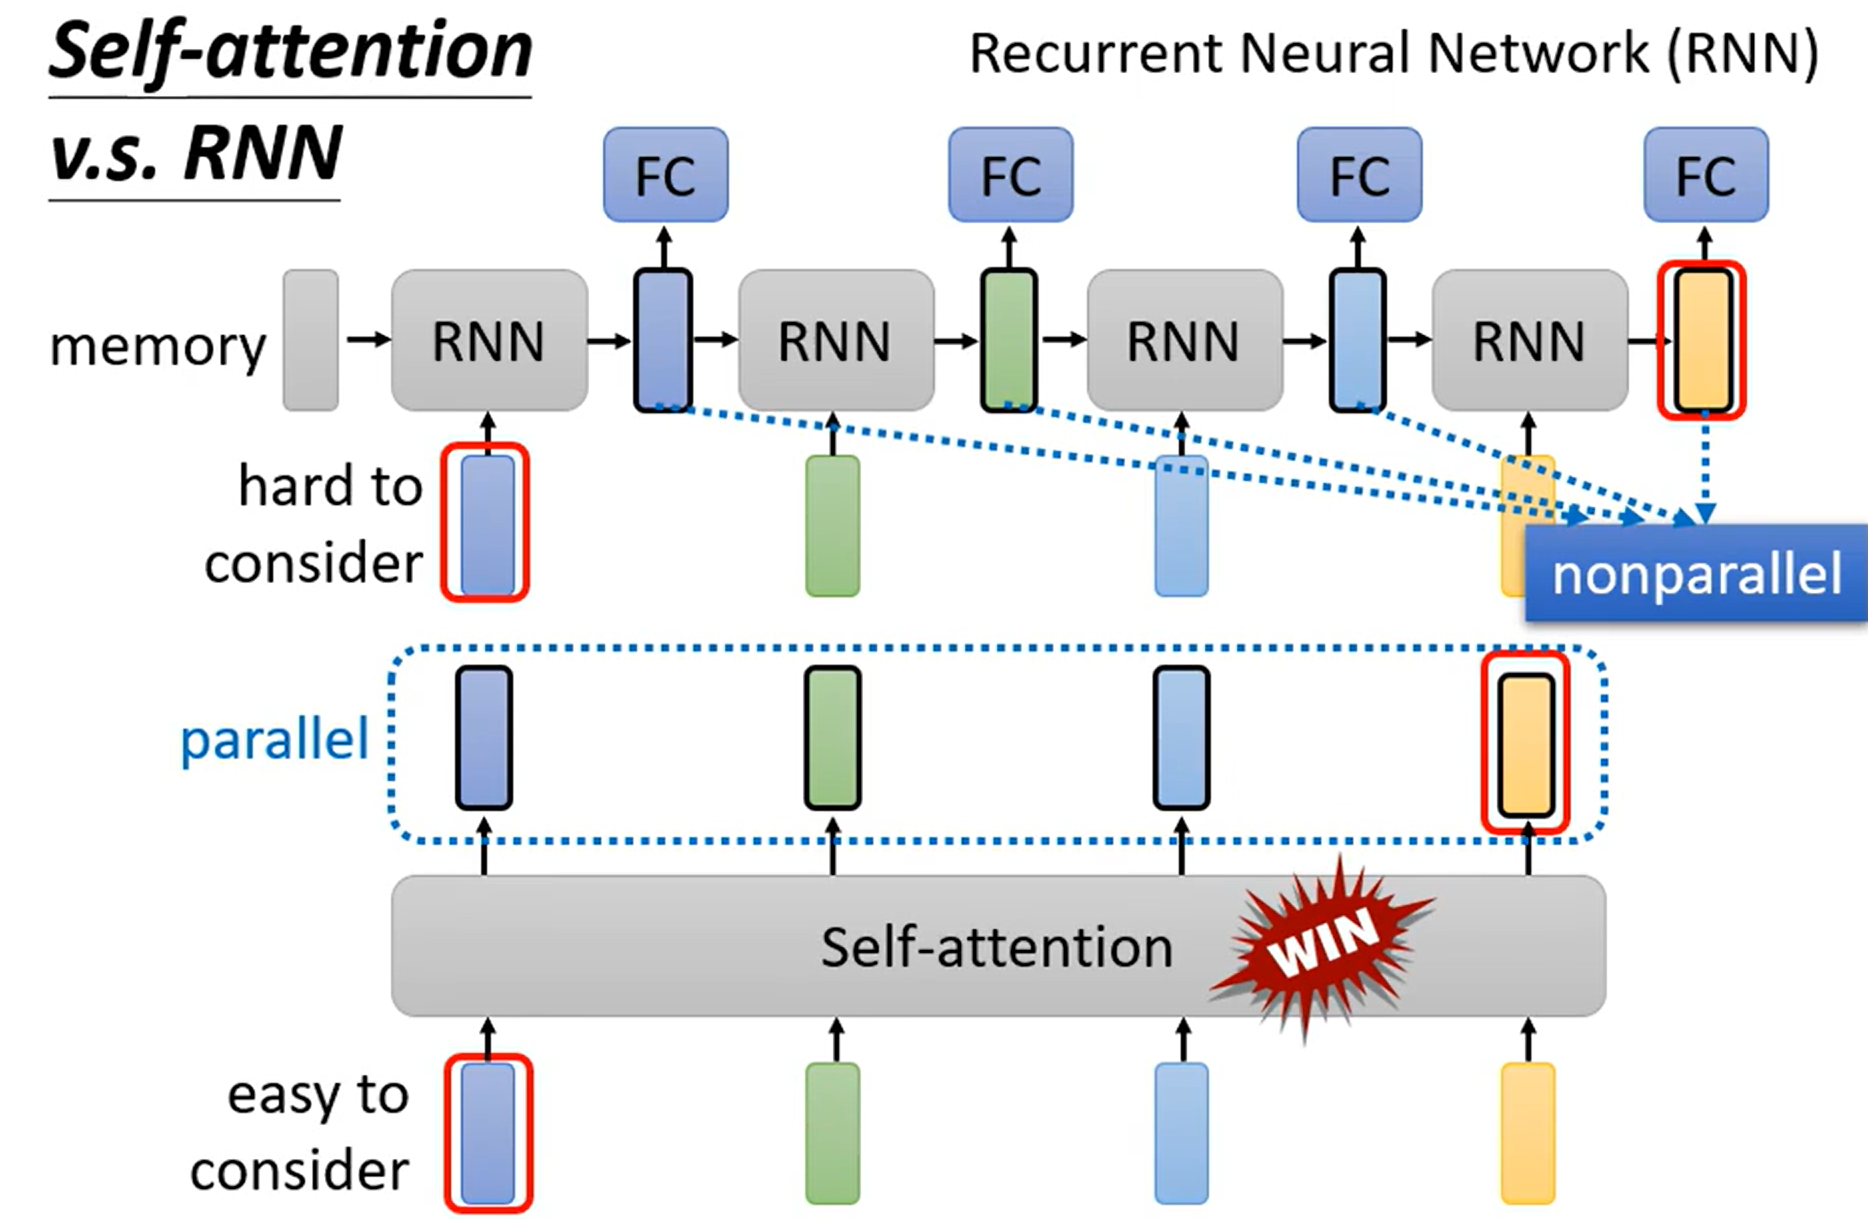 Self-attention
v.s. RNN
Recurrent Neural Network (RNN)
FC
FC
FC
FC
memory
RNN
RNN
RNN
RNN
hard to
consider
nonparallel
parallel
Self-attention
WIN
easy to
consider